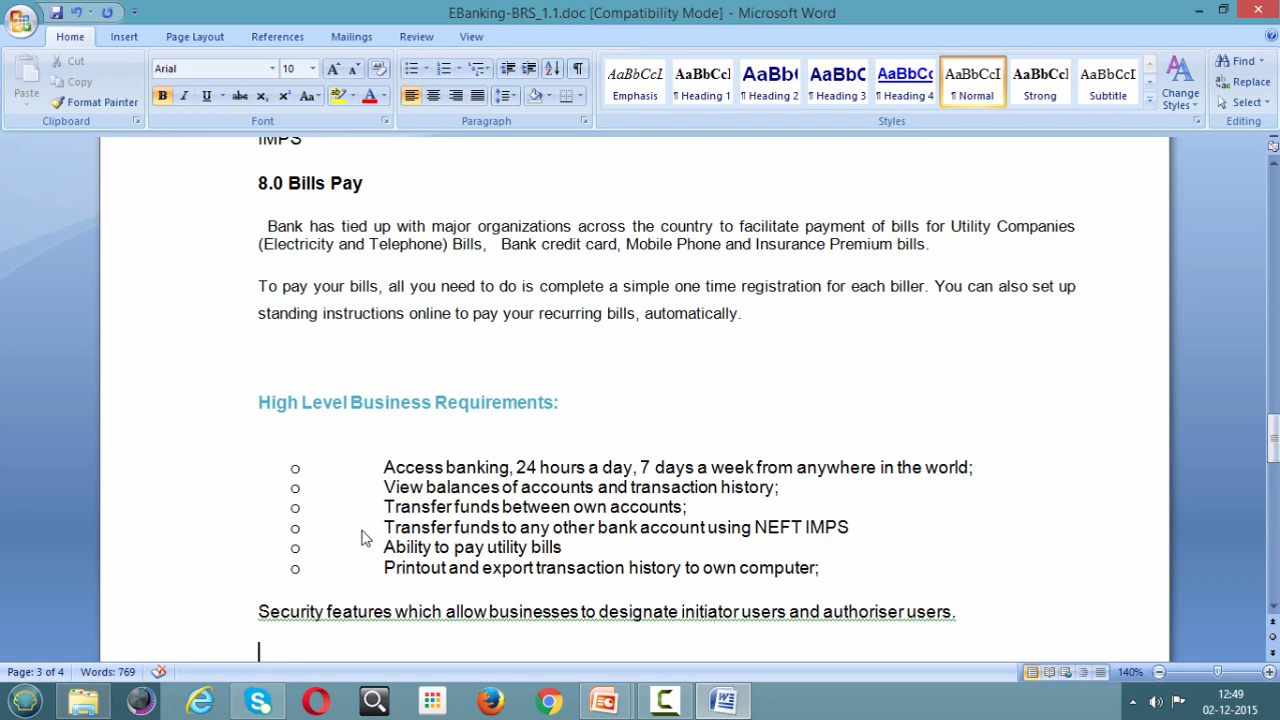 EBanking-BRS_1.1.doc [Compatibility Mode] - Microsoft Word
Home Insert Page Layout References Mailings Review View
Paste
Cut
Copy
Format Painter
Clipboard
Arial 10
B I U abc x₂ x² Aa A
Font
Paragraph
AaBbCcI AaBbCcI AaBbC AaBbC AaBbCc AaBbCcI AaBbCcI AaBbCcI
Emphasis ¶ Heading 1 ¶ Heading 2 ¶ Heading 3 ¶ Heading 4 ¶ Normal Strong Subtitle
Change Styles
Styles
Find
Replace
Select
Editing
IMPS
8.0 Bills Pay
Bank has tied up with major organizations across the country to facilitate payment of bills for Utility Companies
(Electricity and Telephone) Bills, Bank credit card, Mobile Phone and Insurance Premium bills.
To pay your bills, all you need to do is complete a simple one time registration for each biller. You can also set up
standing instructions online to pay your recurring bills, automatically.
High Level Business Requirements:
o Access banking, 24 hours a day, 7 days a week from anywhere in the world;
o View balances of accounts and transaction history;
o Transfer funds between own accounts;
o Transfer funds to any other bank account using NEFT IMPS
o Ability to pay utility bills
o Printout and export transaction history to own computer;
Security features which allow businesses to designate initiator users and authoriser users.
Page: 3 of 4 Words: 769 140%
12:49
02-12-2015